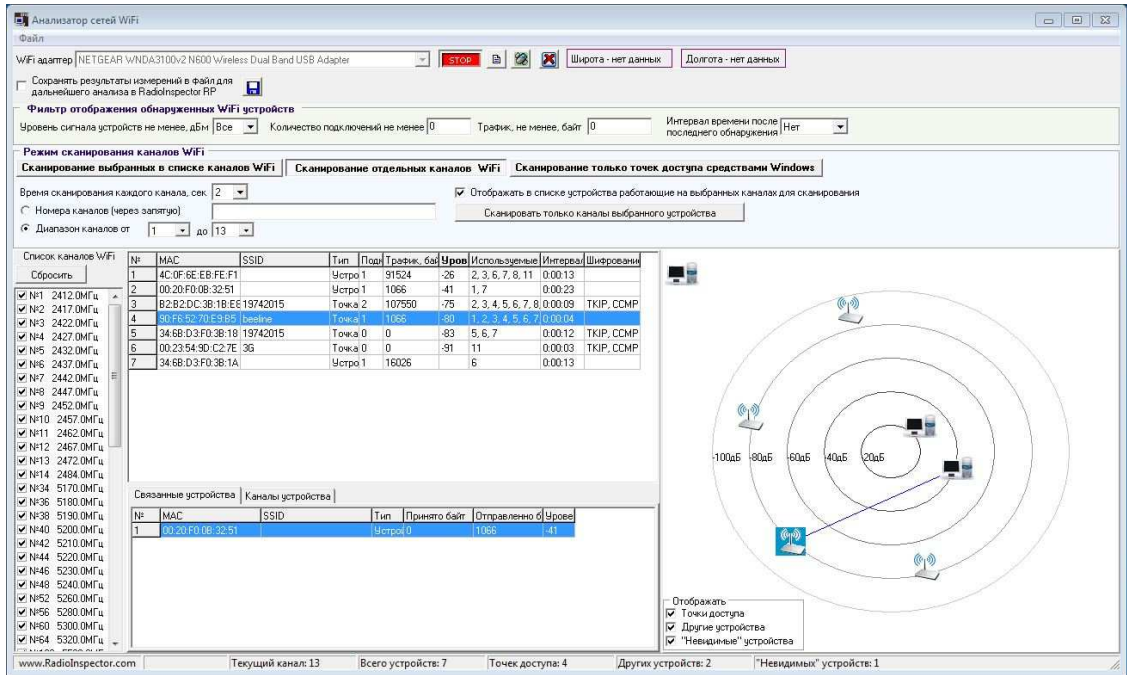 Анализатор сетей WiFi
Файл
WiFi адаптер NETGEAR WNDA3100v2 N600 Wireless Dual Band USB Adapter STOP Широта - нет данных Долгота - нет данных
Сохранять результаты измерений в файл для
дальнейшего анализа в RadioInspector RP
Фильтр отображения обнаруженных WiFi устройств
Уровень сигнала устройств не менее, дБм Все Количество подключений не менее 0 Трафик, не менее, байт 0 Интервал времени после
последнего обнаружения Нет
Режим сканирования каналов WiFi
Сканирование выбранных в списке каналов WiFi Сканирование отдельных каналов WiFi Сканирование только точек доступа средствами Windows
Время сканирования каждого канала, сек 2 Отображать в списке устройства работающие на выбранных каналах для сканирования
Номера каналов (через запятую) Сканировать только каналы выбранного устройства
Диапазон каналов от 1 до 13
Список каналов WiFi
Сбросить
№1 2412.0МГц
№2 2417.0МГц
№3 2422.0МГц
№4 2427.0МГц
№5 2432.0МГц
№6 2437.0МГц
№7 2442.0МГц
№8 2447.0МГц
№9 2452.0МГц
№10 2457.0МГц
№11 2462.0МГц
№12 2467.0МГц
№13 2472.0МГц
№14 2484.0МГц
№34 5170.0МГц
№36 5180.0МГц
№38 5190.0МГц
№40 5200.0МГц
№42 5210.0МГц
№44 5220.0МГц
№46 5230.0МГц
№48 5240.0МГц
№52 5260.0МГц
№56 5280.0МГц
№60 5300.0МГц
№64 5320.0МГц
№ MAC SSID Тип Подк Трафик, бай Уров Используемые Интервал Шифрование
1 4C:0F:6E:EB:FE:F1 Устро 1 91524 -26 2, 3, 6, 7, 8, 11 0:00:13
2 00:20:F0:0B:32:51 Устро 1 1066 -41 1, 7 0:00:23
3 B2:B2:DC:3B:1B:EE 19742015 Точка 2 107550 -75 2, 3, 4, 5, 6, 7, 8, 0:00:09 TKIP, CCMP
4 90:F6:52:70:E9:B5 beeline Точка 1 1066 -80 1, 2, 3, 4, 5, 6, 7, 0:00:04
5 34:6B:D3:F0:3B:18 19742015 Точка 0 0 -83 5, 6, 7 0:00:12 TKIP, CCMP
6 00:23:54:9D:C2:7E 3G Точка 0 0 -91 11 0:00:03 TKIP, CCMP
7 34:6B:D3:F0:3B:1A Устро 1 16026 6 0:00:13
Связанные устройства Каналы устройства
№ MAC SSID Тип Принято байт Отправленно б Урове
1 00:20:F0:0B:32:51 Устрой 0 1066 -41
-100дБ -80дБ -60дБ -40дБ -20дБ
Отображать
Точки доступа
Другие устройства
"Невидимые" устройства
www.RadioInspector.com Текущий канал: 13 Всего устройств: 7 Точек доступа: 4 Других устройств: 2 "Невидимых" устройств: 1